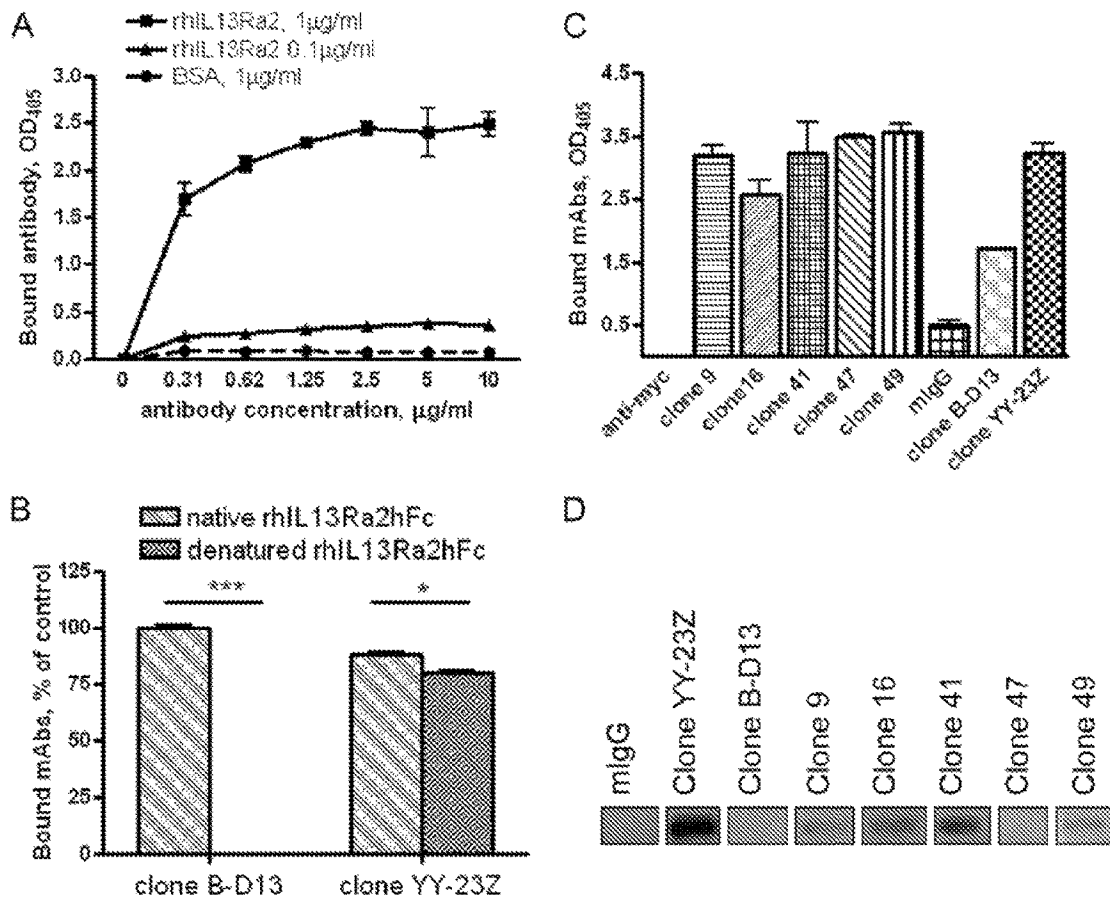 A
rhIL13Ra2, 1µg/ml
rhIL13Ra2 0.1µg/ml
BSA, 1µg/ml
Bound antibody, OD405
3.0
2.5
2.0
1.5
1.0
0.5
0.0
0 0.31 0.62 1.25 2.5 5 10
antibody concentration, µg/ml
C
Bound mAbs, OD405
4.5
3.5
2.5
1.5
0.5
anti-myc
clone 9
clone16
clone 41
clone 47
clone 49
mIgG
clone B-D13
clone YY-23Z
B
native rhIL13Ra2hFc
denatured rhIL13Ra2hFc
Bound mAbs, % of control
125
100
75
50
25
0
***
*
clone B-D13 clone YY-23Z
D
mIgG
Clone YY-23Z
Clone B-D13
Clone 9
Clone 16
Clone 41
Clone 47
Clone 49